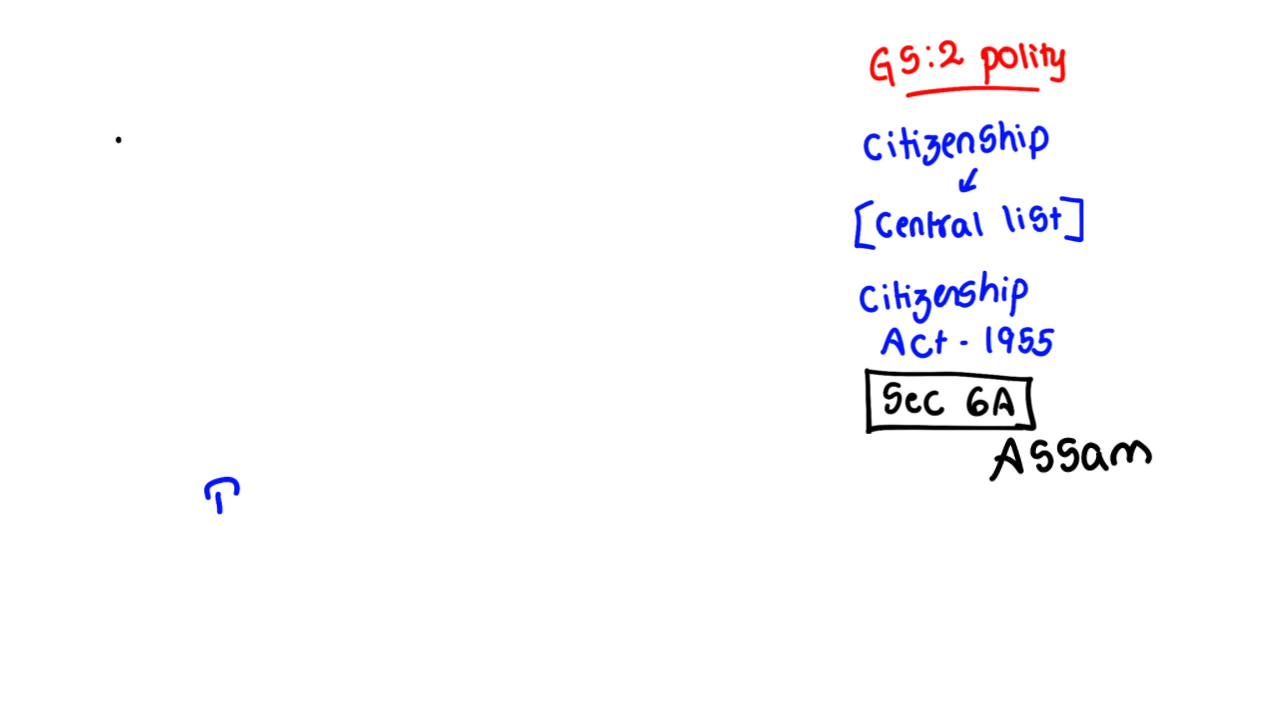 GS:2 polity
Citizenship
[Central list]
Citizenship
Act - 1955
Sec 6A
Assam